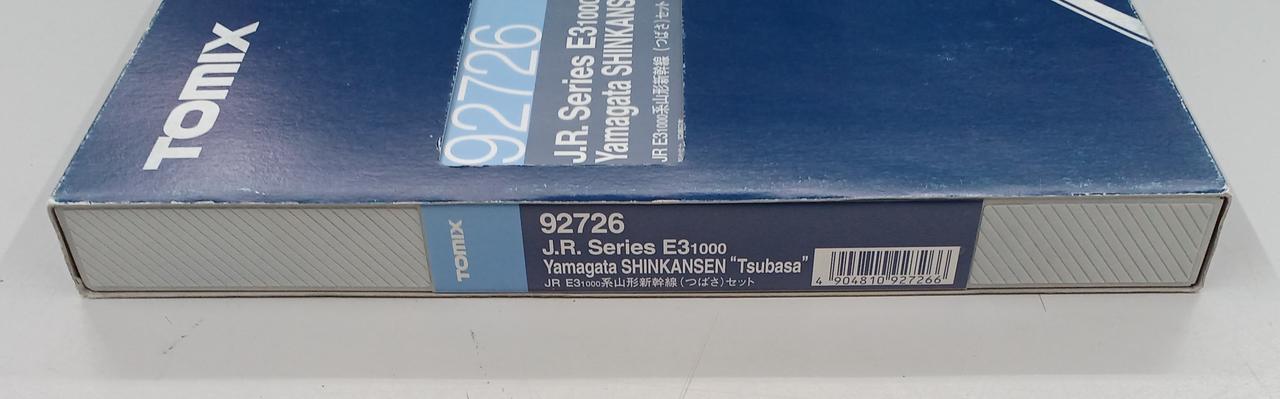 TOMIX
92726
J.R. Series E31000
Yamagata SHINKANS
JR E31000系山形新幹線(つばさ)セット
TOMIX
92726
J.R. Series E31000
Yamagata SHINKANSEN "Tsubasa"
JR E31000系山形新幹線(つばさ)セット
4 904810 927266